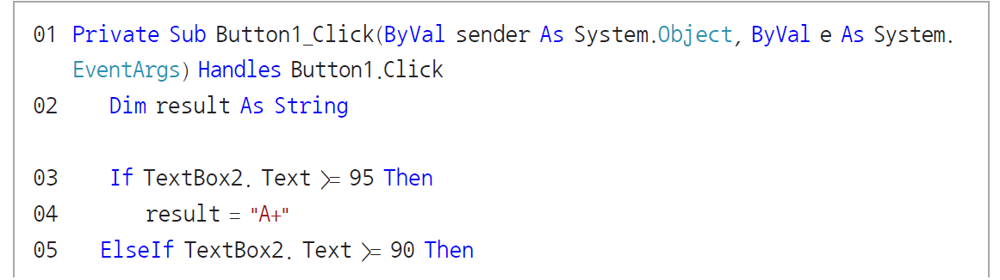 01 Private Sub Button1_Click(ByVal sender As System.Object, ByVal e As System.
EventArgs) Handles Button1.Click
02 Dim result As String
03 If TextBox2. Text >= 95 Then
04 result = "A+"
05 ElseIf TextBox2. Text >= 90 Then